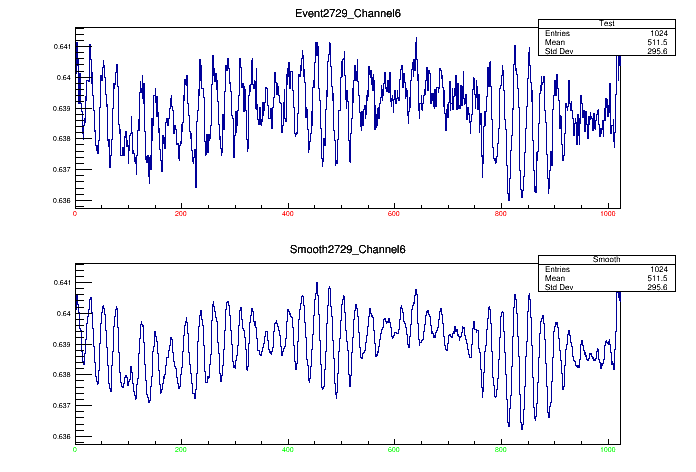 Event2729_Channel6
Test
Entries 1024
Mean 511.5
Std Dev 295.6
0.641
0.64
0.639
0.638
0.637
0.636
0 200 400 600 800 1000
Smooth2729_Channel6
Smooth
Entries 1024
Mean 511.5
Std Dev 295.6
0.641
0.64
0.639
0.638
0.637
0.636
0 200 400 600 800 1000